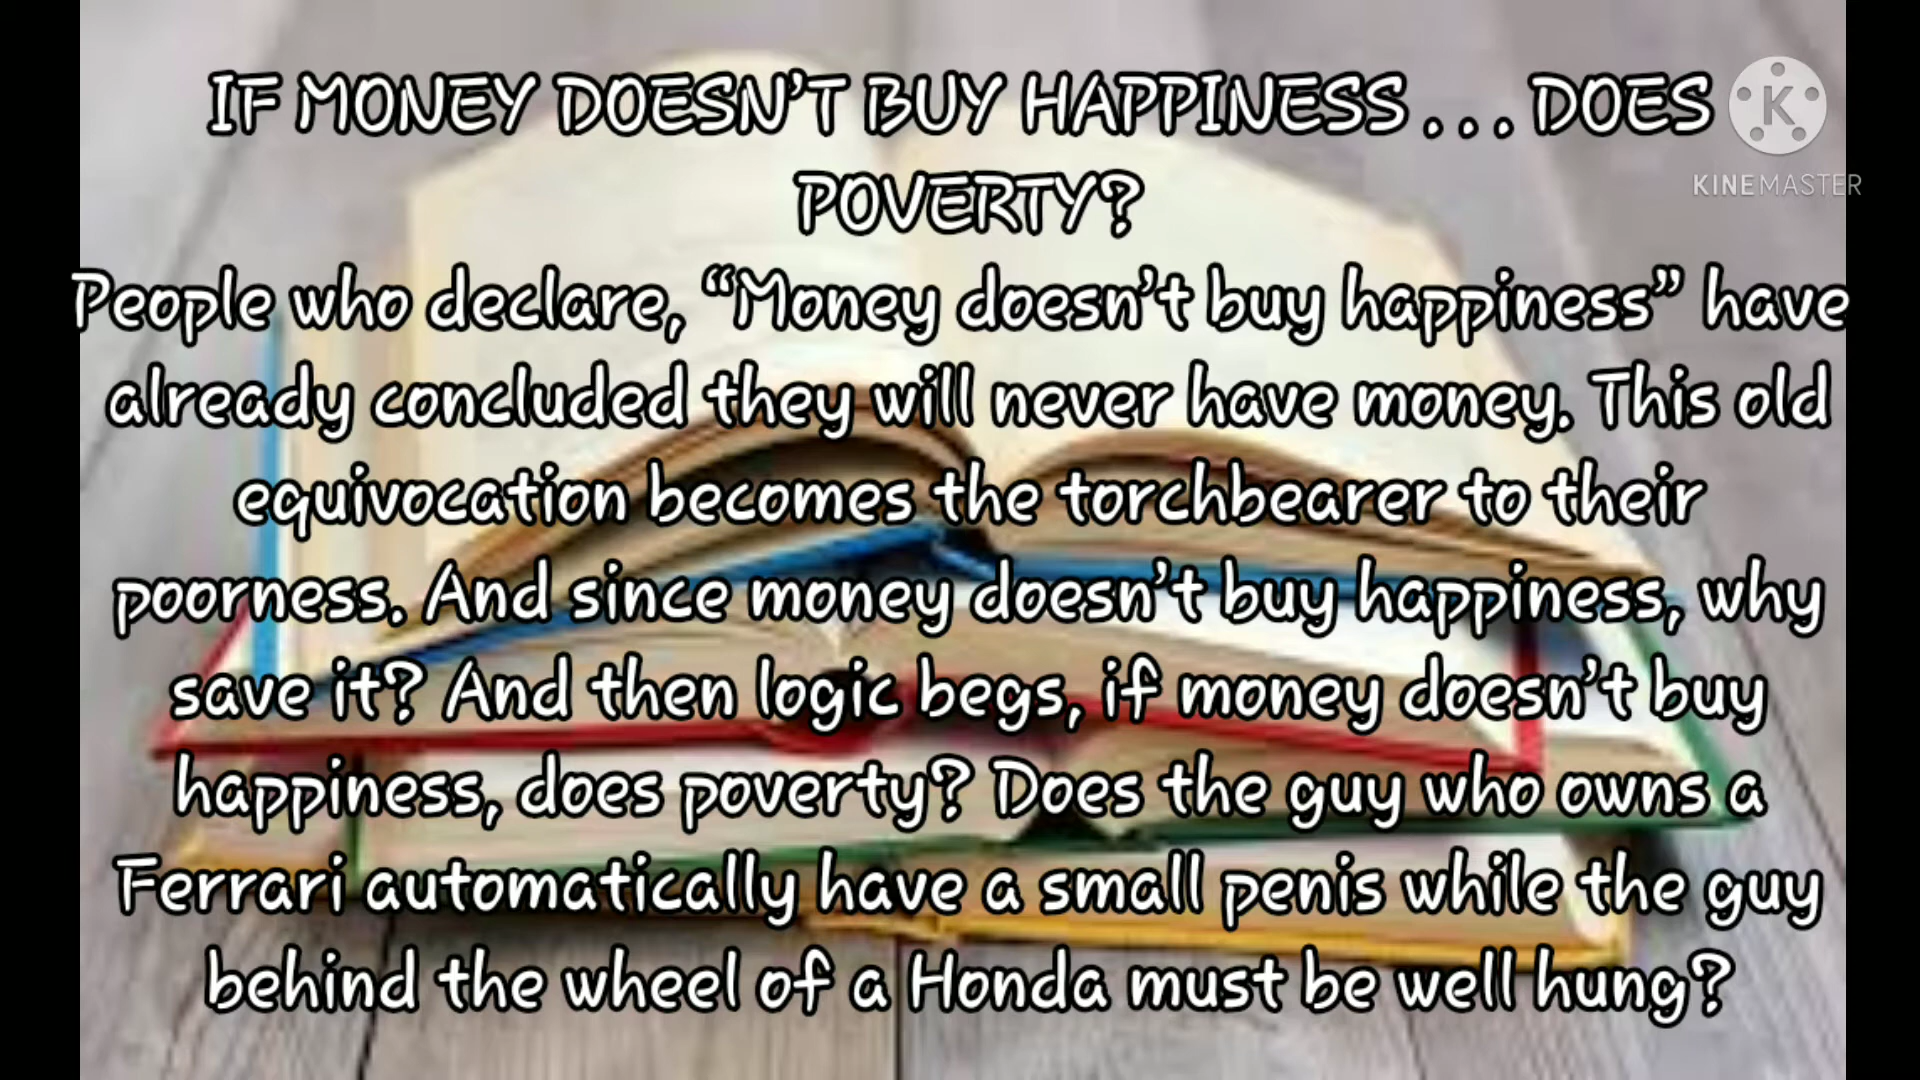 IF MONEY DOESN'T BUY HAPPINESS . . . DOES
POVERTY?
People who declare, “Money doesn't buy happiness” have
already concluded they will never have money. This old
equivocation becomes the torchbearer to their
poorness. And since money doesn't buy happiness, why
save it? And then logic begs, if money doesn't buy
happiness, does poverty? Does the guy who owns a
Ferrari automatically have a small penis while the guy
behind the wheel of a Honda must be well hung?
K
KINEMASTER